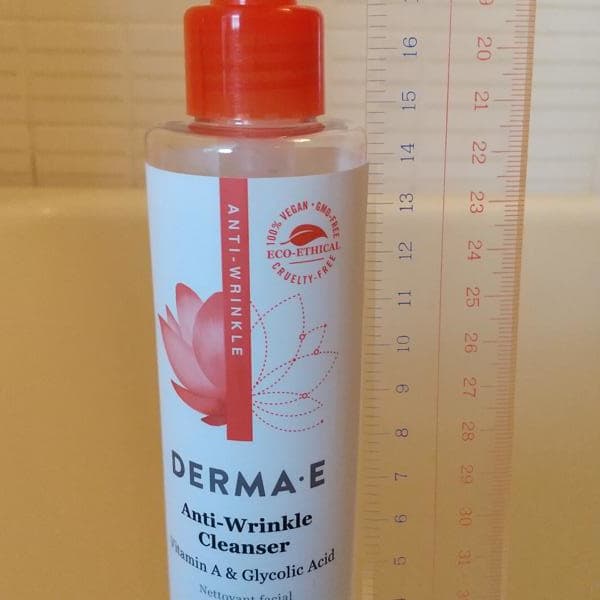 ANTI-WRINKLE
100% VEGAN • GMO-FREE
ECO-ETHICAL
CRUELTY-FREE
DERMA·E
Anti-Wrinkle
Cleanser
Vitamin A & Glycolic Acid
Nettoyant facial
16
15
14
13
12
11
10
9
8
7
6
5
20
21
22
23
24
25
26
27
28
29
30
31